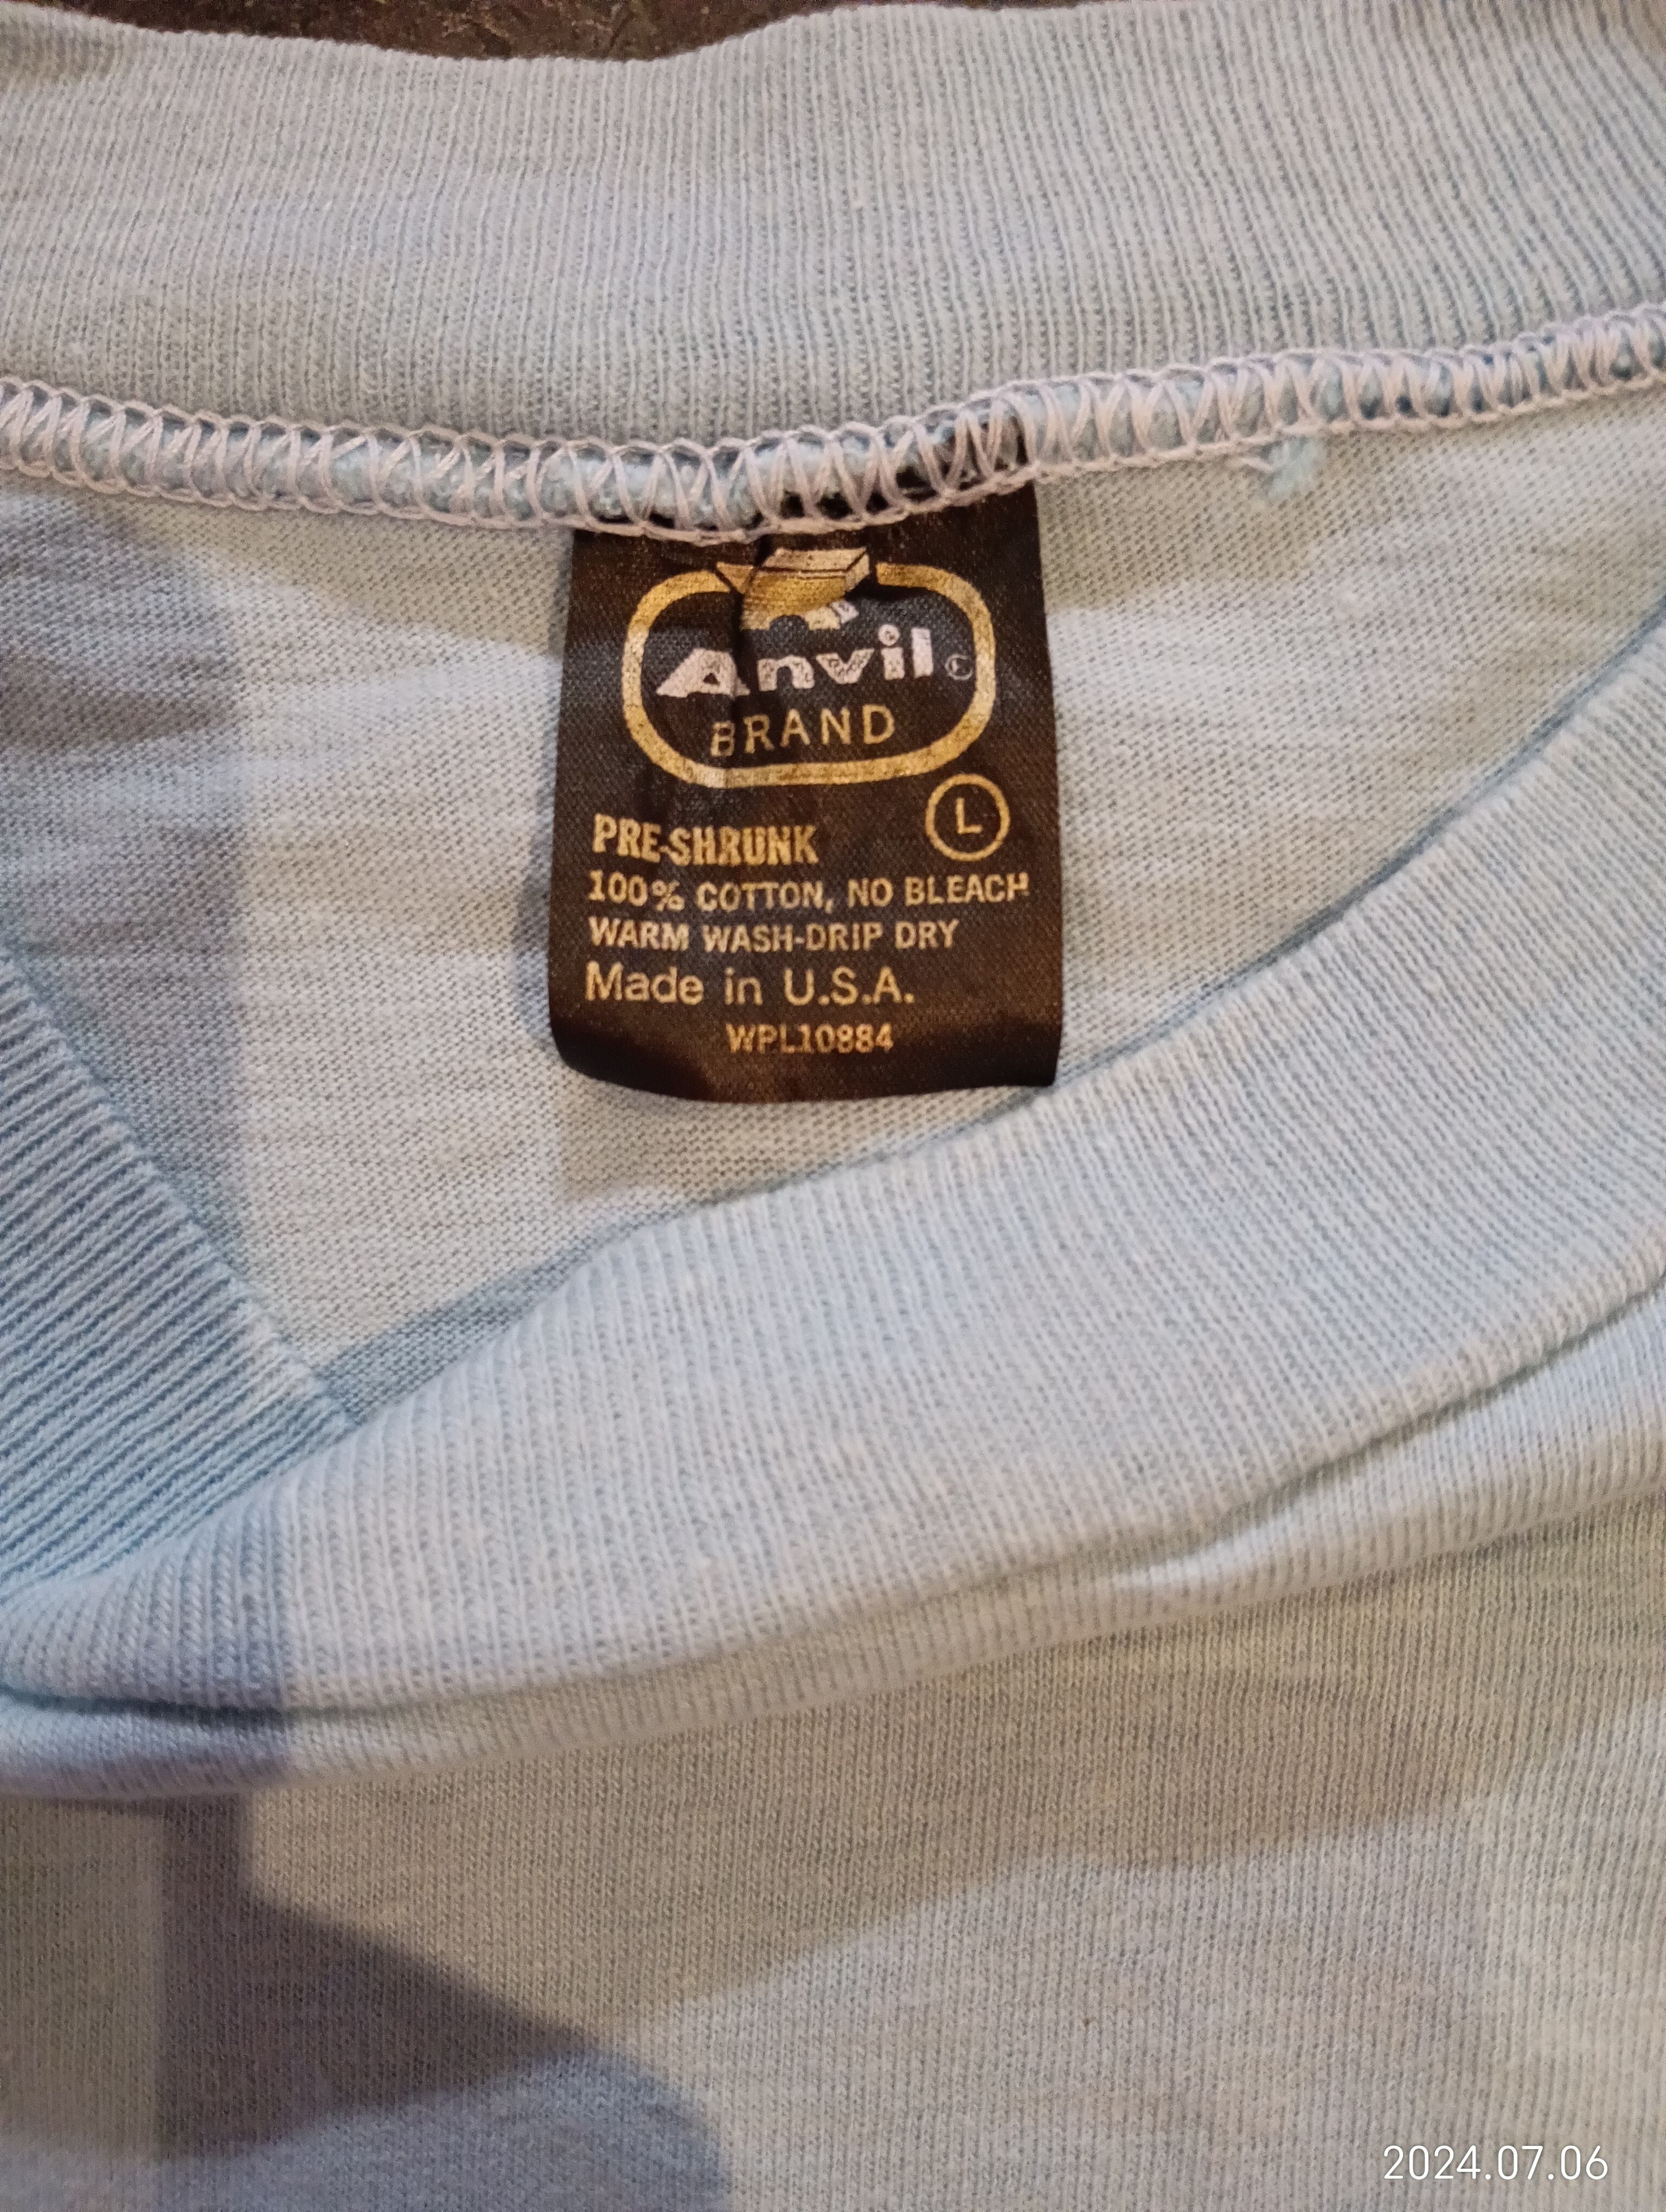 Anvil©
BRAND
L
PRE-SHRUNK
100% COTTON, NO BLEACH
WARM WASH-DRIP DRY
Made in U.S.A.
WPL10884
2024.07.06